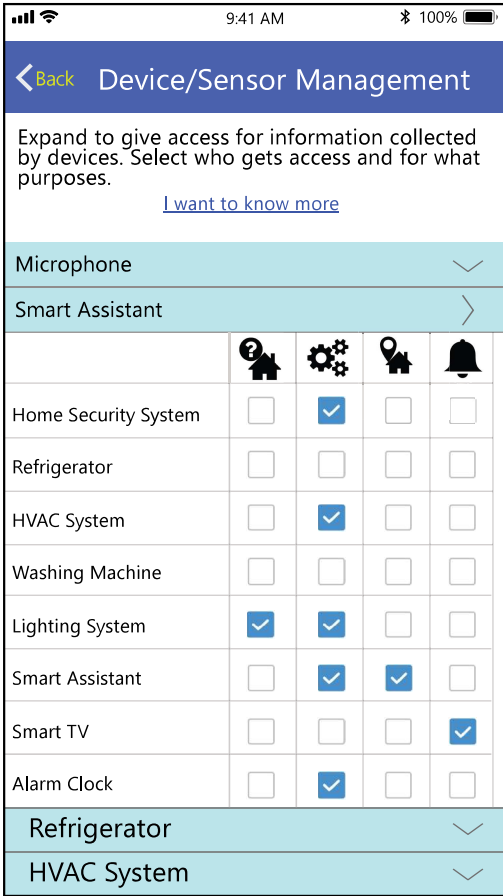 9:41 AM 100%
Back Device/Sensor Management
Expand to give access for information collected
by devices. Select who gets access and for what
purposes.
I want to know more
Microphone
Smart Assistant
?
Home Security System
Refrigerator
HVAC System
Washing Machine
Lighting System
Smart Assistant
Smart TV
Alarm Clock
Refrigerator
HVAC System